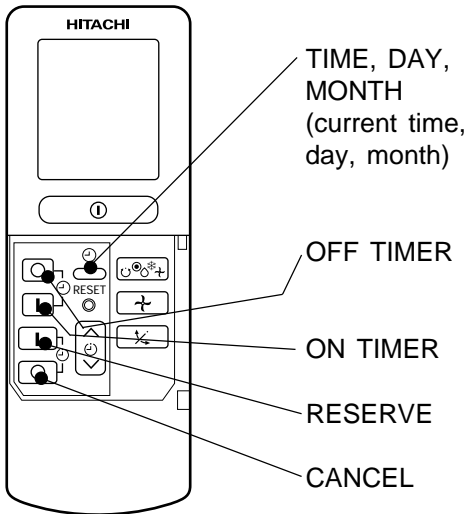 HITACHI
TIME, DAY,
MONTH
(current time,
day, month)
RESET
OFF TIMER
ON TIMER
RESERVE
CANCEL